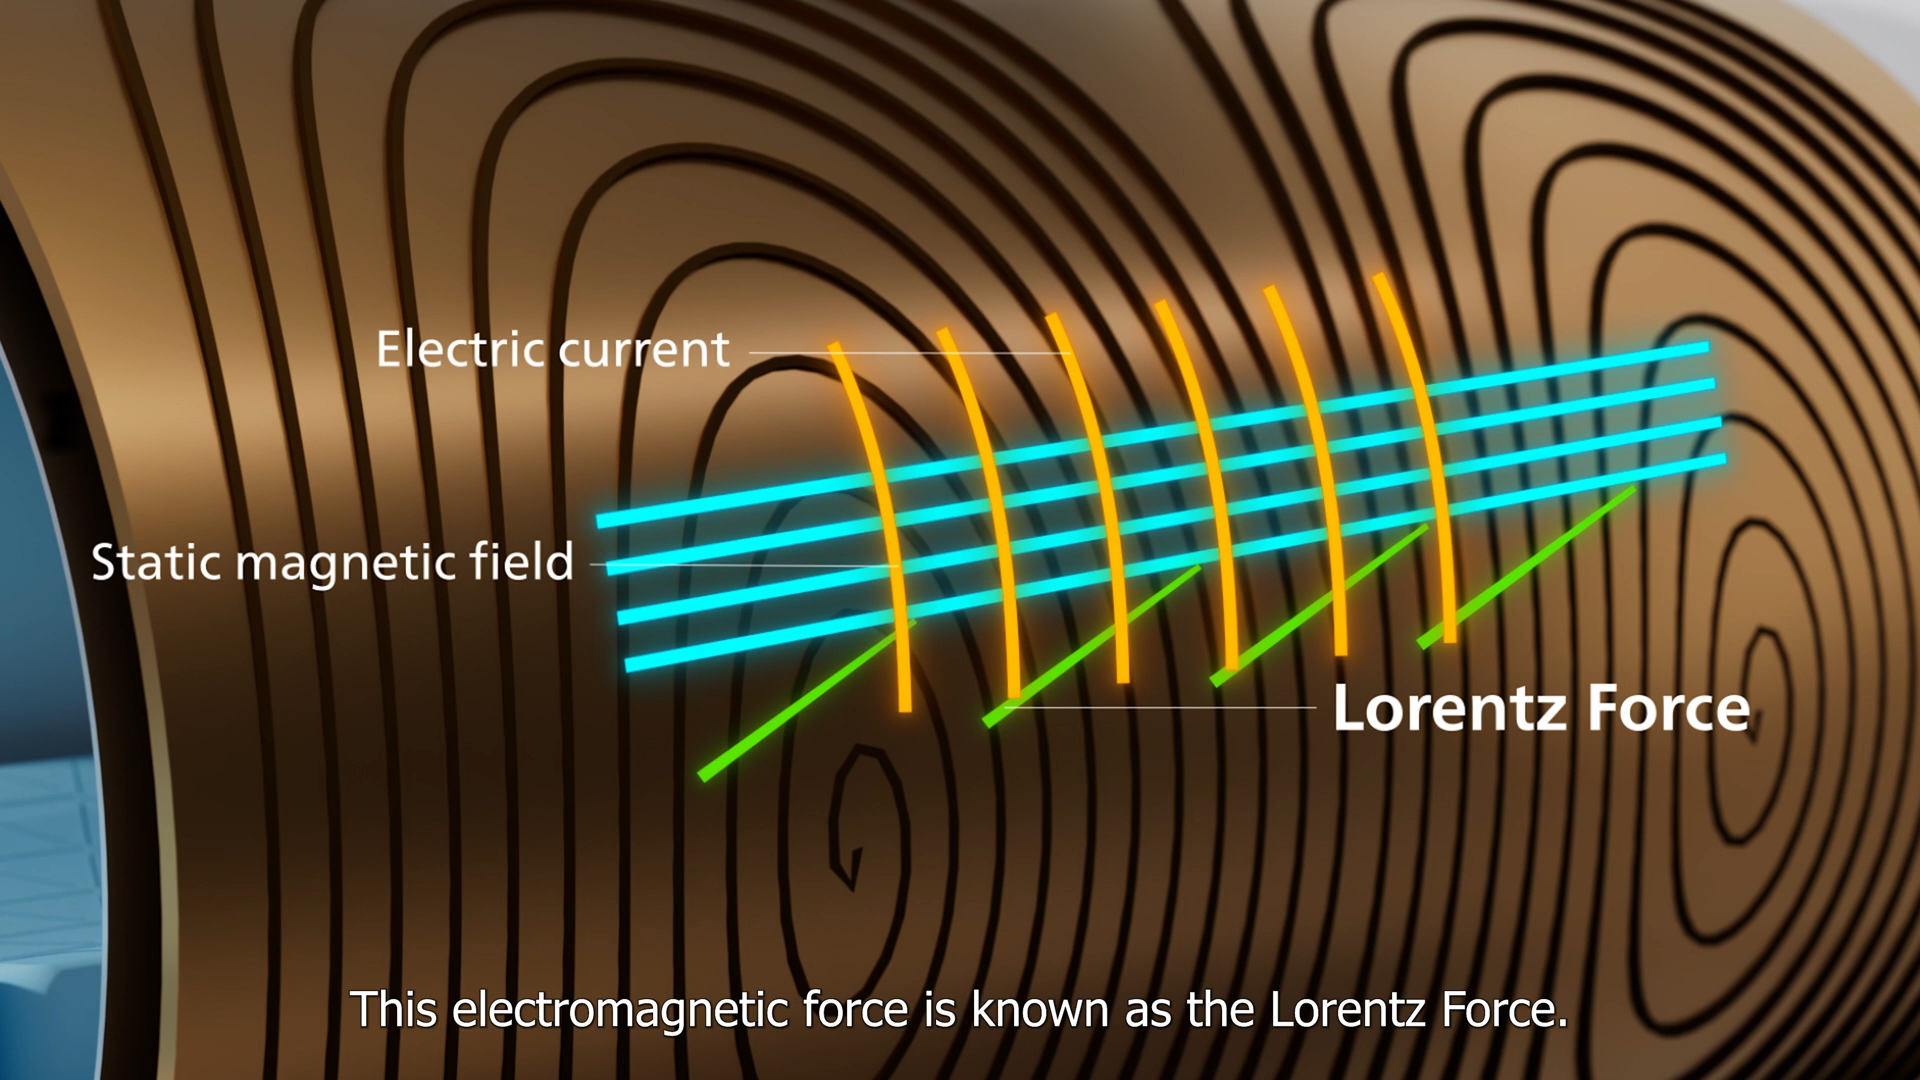 Electric current
Static magnetic field
Lorentz Force
This electromagnetic force is known as the Lorentz Force.